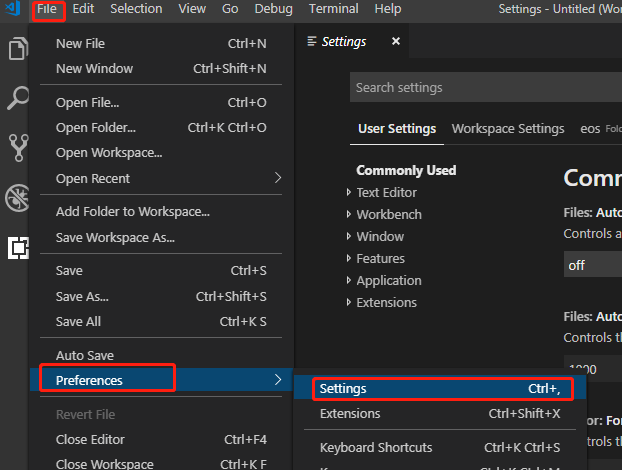 File Edit Selection View Go Debug Terminal Help Settings - Untitled (Wor
New File Ctrl+N
New Window Ctrl+Shift+N
Open File... Ctrl+O
Open Folder... Ctrl+K Ctrl+O
Open Workspace...
Open Recent
Add Folder to Workspace...
Save Workspace As...
Save Ctrl+S
Save As... Ctrl+Shift+S
Save All Ctrl+K S
Auto Save
Preferences
Revert File
Close Editor Ctrl+F4
Close Workspace Ctrl+K F
Settings Ctrl+,
Extensions Ctrl+Shift+X
Keyboard Shortcuts Ctrl+K Ctrl+S
Settings
Search settings
User Settings Workspace Settings eos Fold
Commonly Used
Text Editor
Workbench
Window
Features
Application
Extensions
Comm
Files: Auto
Controls a
off
Files: Auto
Controls th
1000
or: For